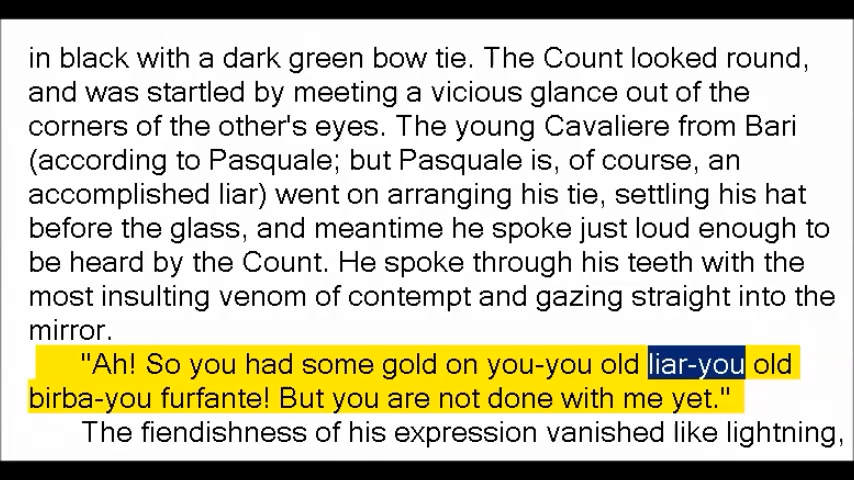 in black with a dark green bow tie. The Count looked round,
and was startled by meeting a vicious glance out of the
corners of the other's eyes. The young Cavaliere from Bari
(according to Pasquale; but Pasquale is, of course, an
accomplished liar) went on arranging his tie, settling his hat
before the glass, and meantime he spoke just loud enough to
be heard by the Count. He spoke through his teeth with the
most insulting venom of contempt and gazing straight into the
mirror.
"Ah! So you had some gold on you-you old liar-you old
birba-you furfante! But you are not done with me yet."
The fiendishness of his expression vanished like lightning,